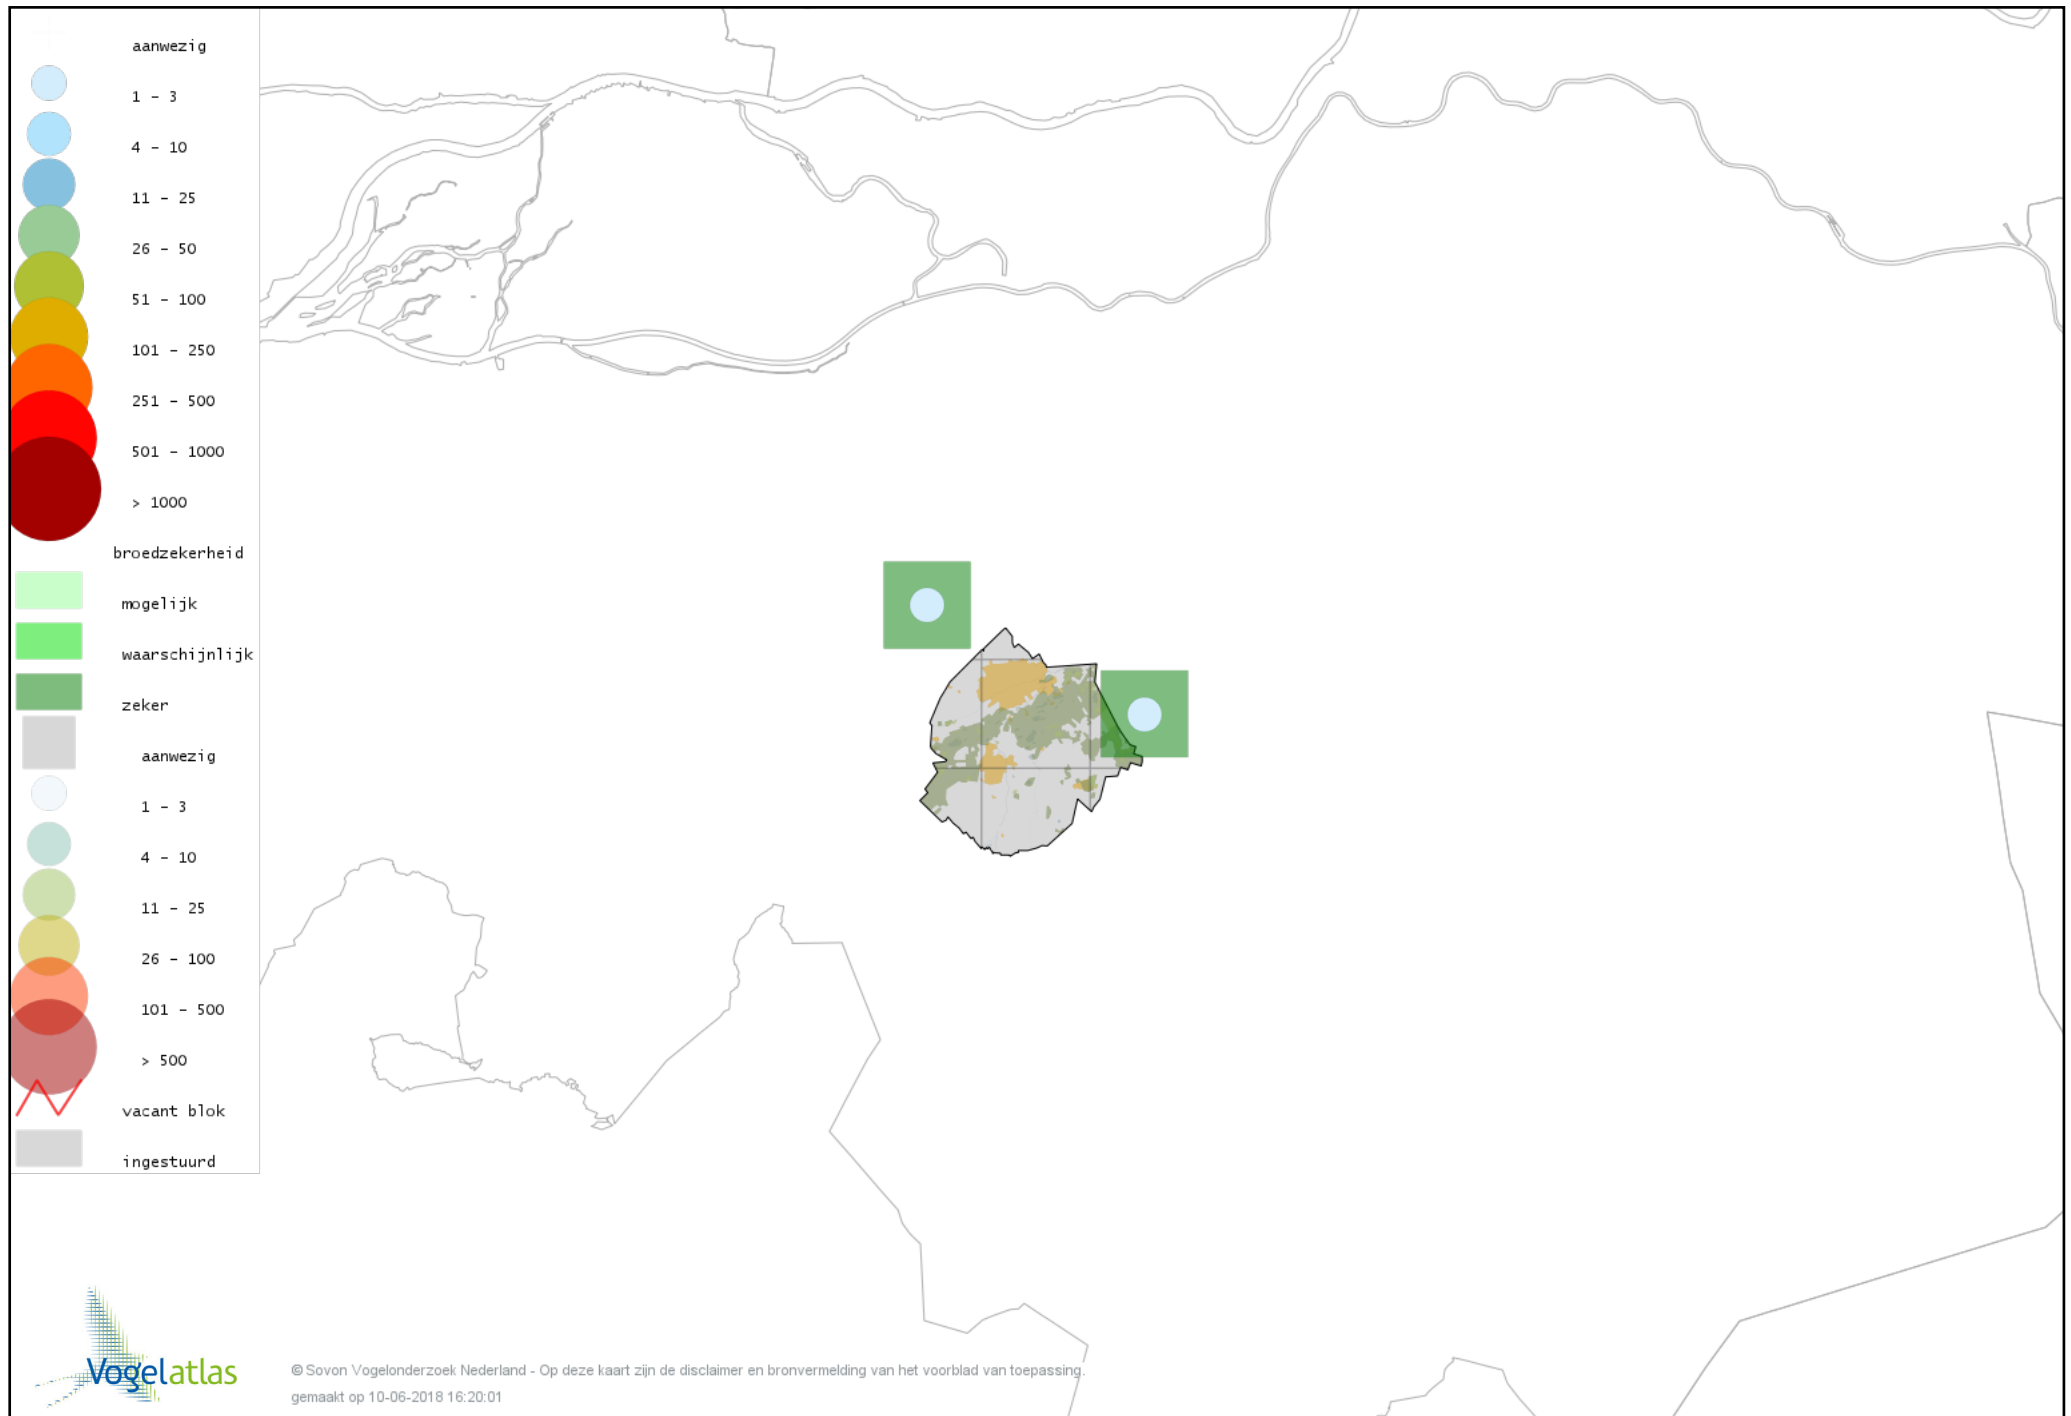 aanwezig
1 - 3
4 - 10
11 - 25
26 - 50
51 - 100
101 - 250
251 - 500
501 - 1000
> 1000
broedzekerheid
mogelijk
waarschijnlijk
zeker
aanwezig
1 - 3
4 - 10
11 - 25
26 - 100
101 - 500
> 500
vacant blok
ingestuurd
Vogelatlas
© Sovon Vogelonderzoek Nederland - Op deze kaart zijn de disclaimer en bronvermelding van het voorblad van toepassing.
gemaakt op 10-06-2018 16:20:01